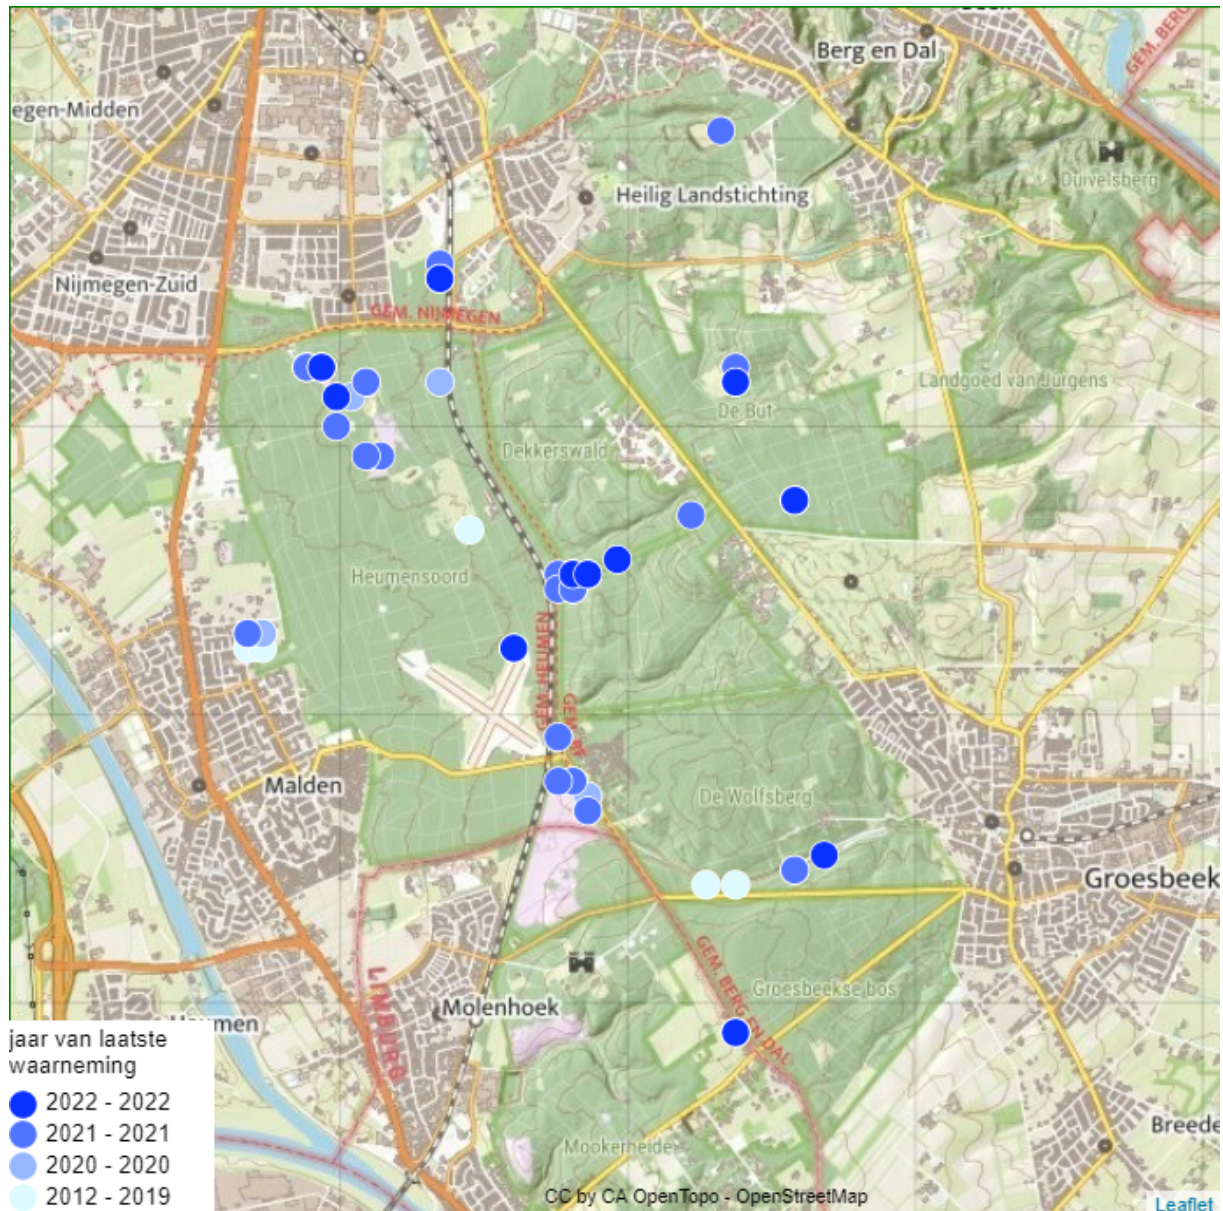 Berg en Dal
GEM. BERG
egen-Midden
Duivelsberg
Heilig Landstichting
Nijmegen-Zuid
GEM. NIJMEGEN
Landgoed van Jurgens
De But
Dekkerswald
Heumensoord
GEM. HEUMEN
Malden
De Wolfsberg
Groesbeek
LIMBURG
GEM. BERG EN DAL
Groesbeekse bos
Molenhoek
jaar van laatste
waarneming
2022 - 2022
2021 - 2021
2020 - 2020
2012 - 2019
Breede
Mookerheide
CC by CA OpenTopo - OpenStreetMap
Leaflet